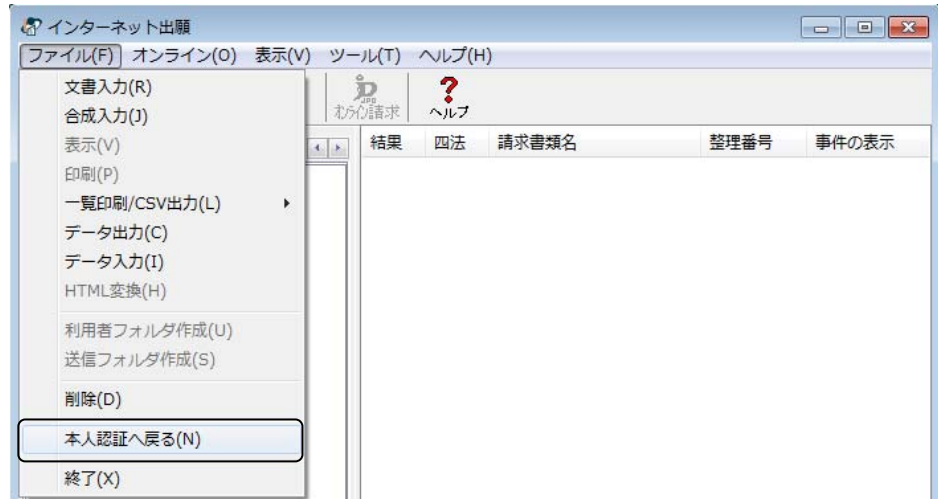 インターネット出願
ファイル(F) オンライン(O) 表示(V) ツール(T) ヘルプ(H)
文書入力(R)
合成入力(J)
表示(V)
印刷(P)
一覧印刷/CSV出力(L)
データ出力(C)
データ入力(I)
HTML変換(H)
利用者フォルダ作成(U)
送信フォルダ作成(S)
削除(D)
本人認証へ戻る(N)
終了(X)
JPO
オンライン請求 ヘルプ
結果 四法 請求書類名 整理番号 事件の表示